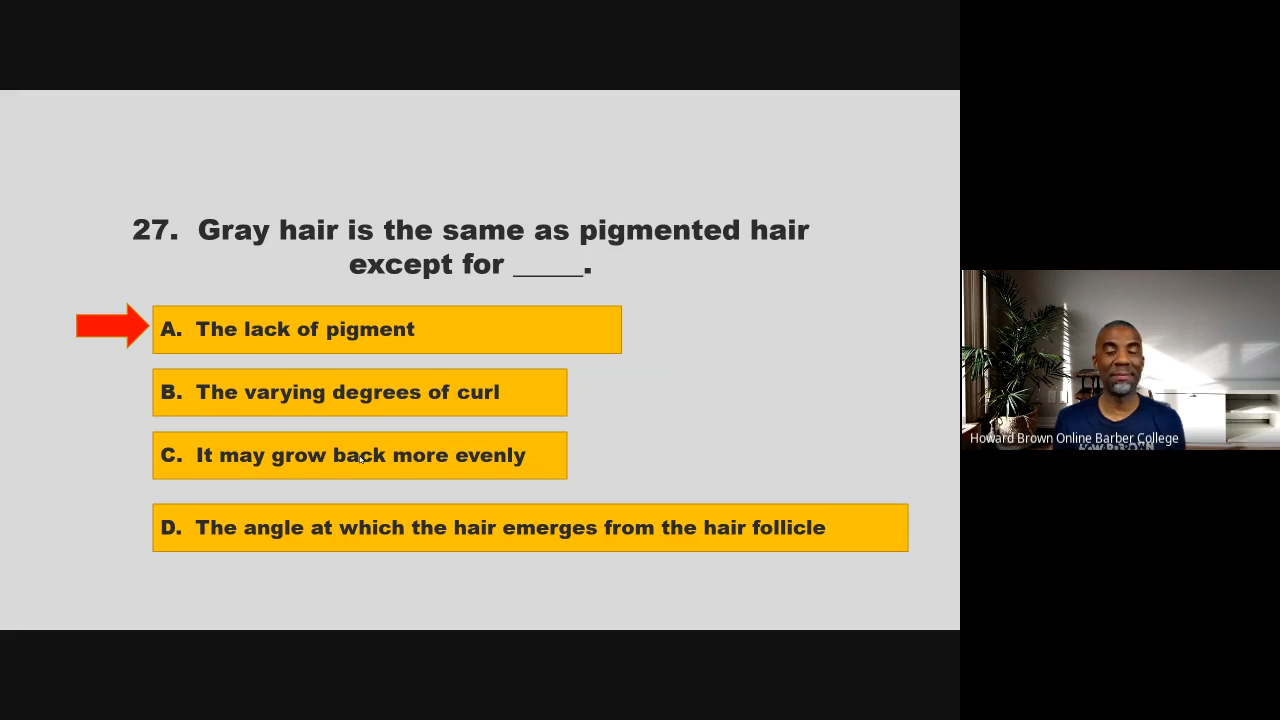 27. Gray hair is the same as pigmented hair
except for _____.
A. The lack of pigment
B. The varying degrees of curl
C. It may grow back more evenly
D. The angle at which the hair emerges from the hair follicle
Howard Brown Online Barber College